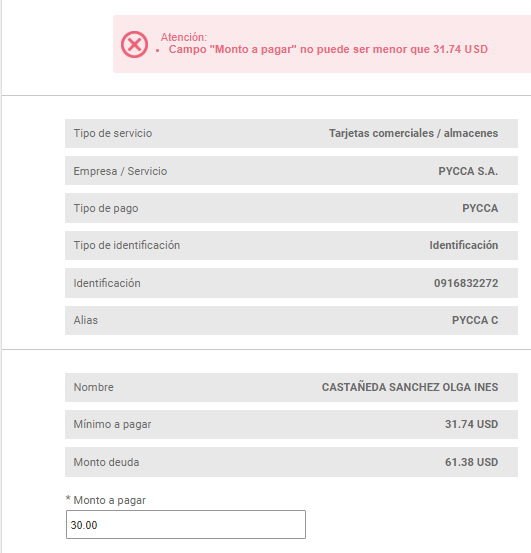 Atención:
• Campo "Monto a pagar" no puede ser menor que 31.74 USD
Tipo de servicio Tarjetas comerciales / almacenes
Empresa / Servicio PYCCA S.A.
Tipo de pago PYCCA
Tipo de identificación Identificación
Identificación 0916832272
Alias PYCCA C
Nombre CASTAÑEDA SANCHEZ OLGA INES
Mínimo a pagar 31.74 USD
Monto deuda 61.38 USD
* Monto a pagar
30.00